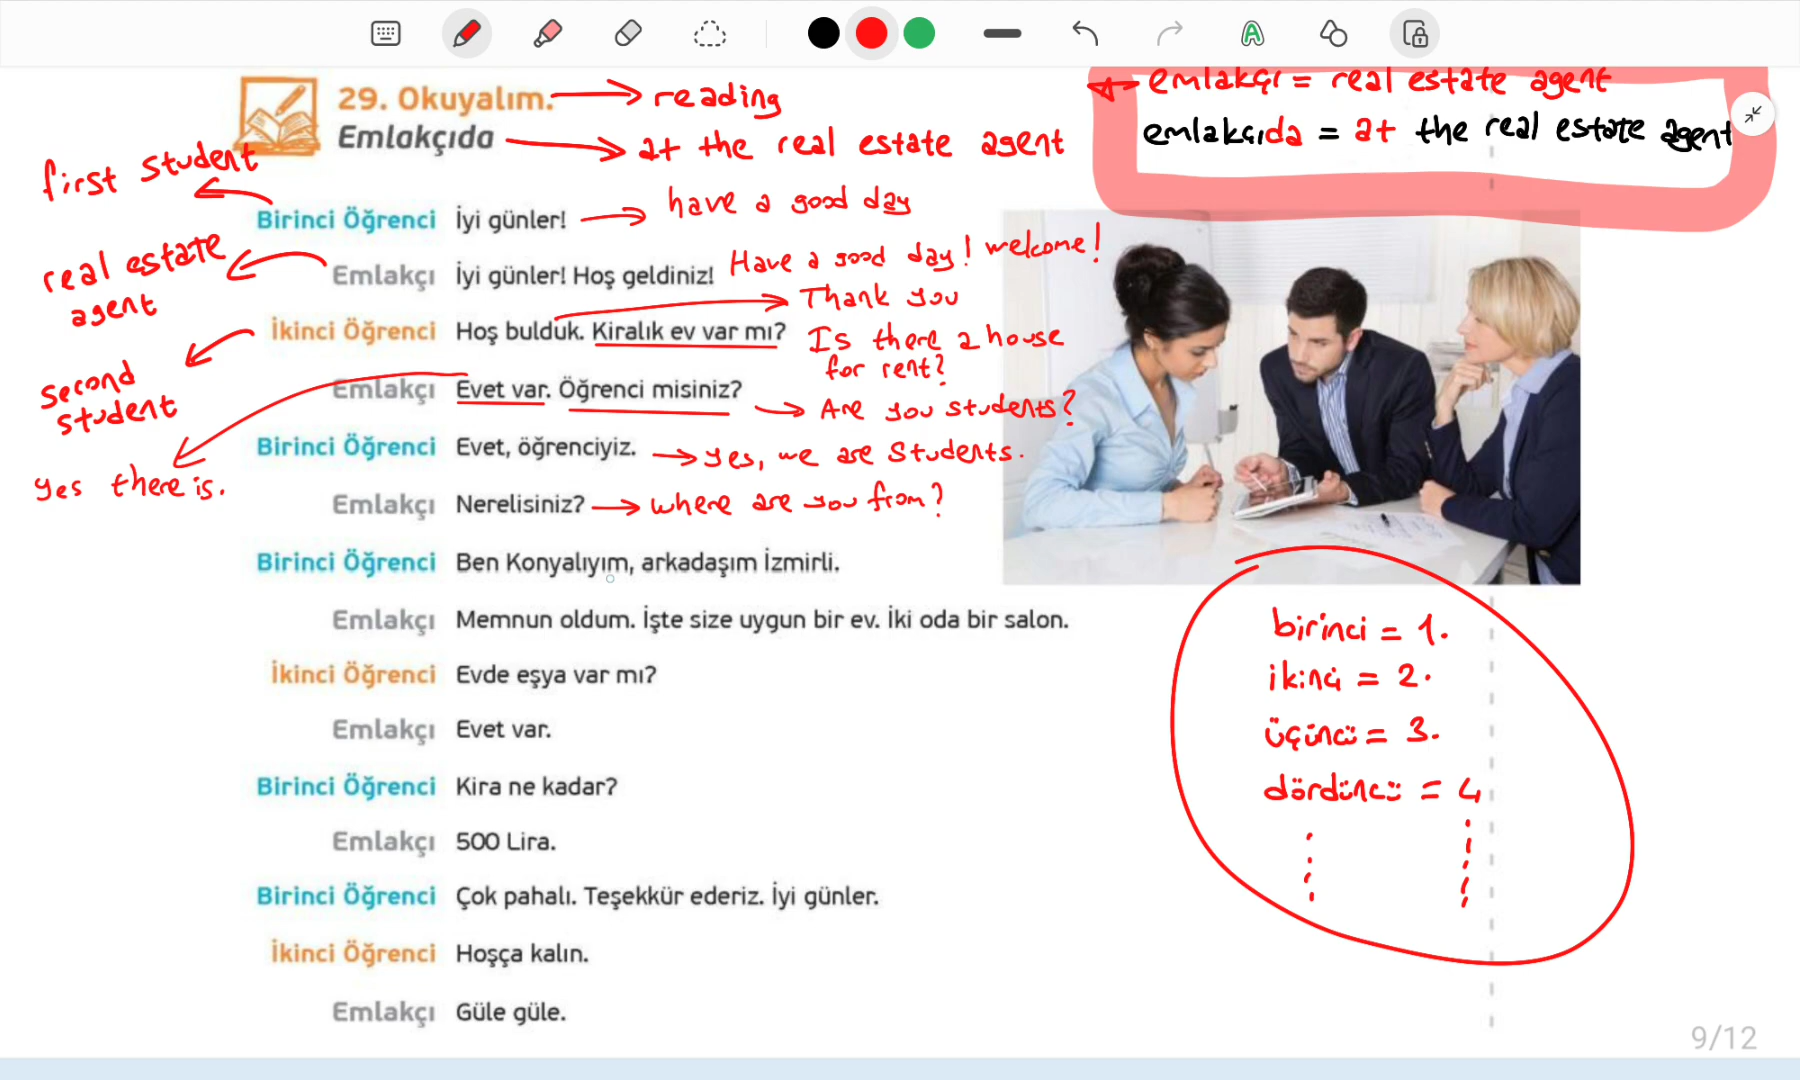 emlakçı = real estate agent
29. Okuyalım. reading
emlakçıda = at the real estate agent
Emlakçıda at the real estate agent
first student
Birinci Öğrenci İyi günler! have a good day
real estate agent
Emlakçı İyi günler! Hoş geldiniz! Have a good day! welcome!
Thank you
İkinci Öğrenci Hoş bulduk. Kiralık ev var mı? Is there a house
for rent?
second
student
Emlakçı Evet var. Öğrenci misiniz? Are you students?
Birinci Öğrenci Evet, öğrenciyiz. yes, we are students.
yes there is.
Emlakçı Nerelisiniz? where are you from?
Birinci Öğrenci Ben Konyalıyım, arkadaşım İzmirli.
Emlakçı Memnun oldum. İşte size uygun bir ev. İki oda bir salon.
İkinci Öğrenci Evde eşya var mı?
Emlakçı Evet var.
Birinci Öğrenci Kira ne kadar?
Emlakçı 500 Lira.
Birinci Öğrenci Çok pahalı. Teşekkür ederiz. İyi günler.
İkinci Öğrenci Hoşça kalın.
Emlakçı Güle güle.
birinci = 1.
ikinci = 2.
üçüncü = 3.
dördüncü = 4
9/12